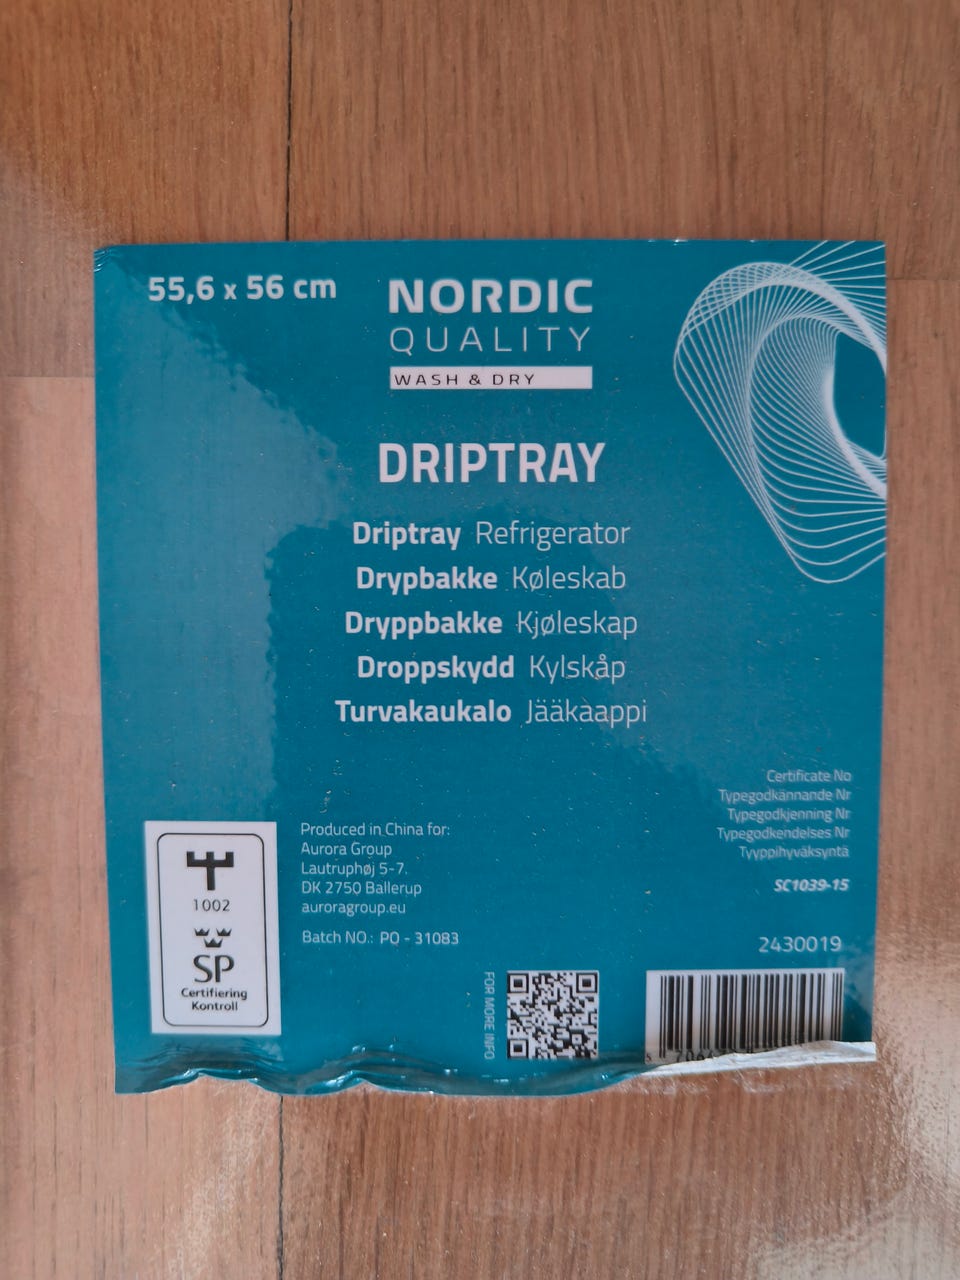 55,6 x 56 cm
NORDIC
QUALITY
WASH & DRY
DRIPTRAY
Driptray Refrigerator
Drypbakke Køleskab
Dryppbakke Kjøleskap
Droppskydd Kylskåp
Turvakaukalo Jääkaappi
Certificate No
Typegodkännande Nr
Typegodkjenning Nr
Typegodkendelses Nr
Tyyppihyväksyntä
SC1039-15
2430019
1002
SP
Certifiering
Kontroll
Produced in China for:
Aurora Group
Lautruphøj 5-7.
DK 2750 Ballerup
auroragroup.eu
Batch NO.: PO - 31083
FOR MORE INFO